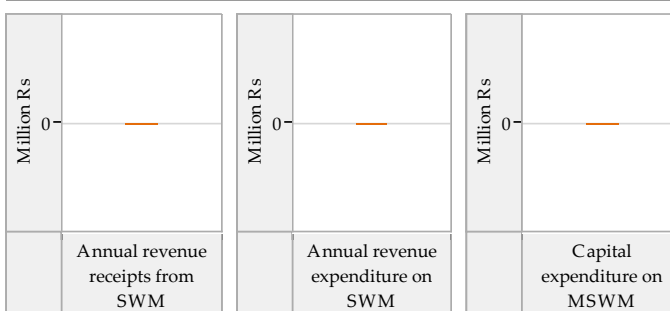 Million Rs
0
Annual revenue
receipts from
SWM
Million Rs
0
Annual revenue
expenditure on
SWM
Million Rs
0
Capital
expenditure on
MSWM